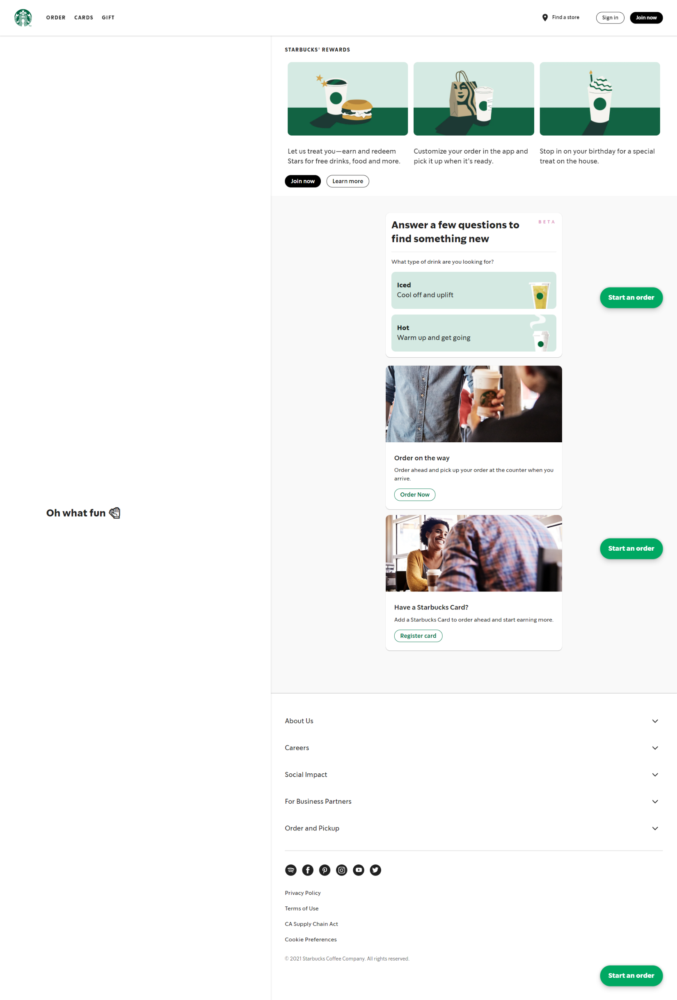 ORDER CARDS GIFT
Find a store
Sign in
Join now
Oh what fun
STARBUCKS® REWARDS
Let us treat you—earn and redeem
Stars for free drinks, food and more.
Customize your order in the app and
pick it up when it’s ready.
Stop in on your birthday for a special
treat on the house.
Join now
Learn more
Answer a few questions to
find something new
BETA
What type of drink are you looking for?
Iced
Cool off and uplift
Hot
Warm up and get going
Start an order
Order on the way
Order ahead and pick up your order at the counter when you
arrive.
Order Now
Start an order
Have a Starbucks Card?
Add a Starbucks Card to order ahead and start earning more.
Register card
About Us
Careers
Social Impact
For Business Partners
Order and Pickup
Privacy Policy
Terms of Use
CA Supply Chain Act
Cookie Preferences
© 2021 Starbucks Coffee Company. All rights reserved.
Start an order